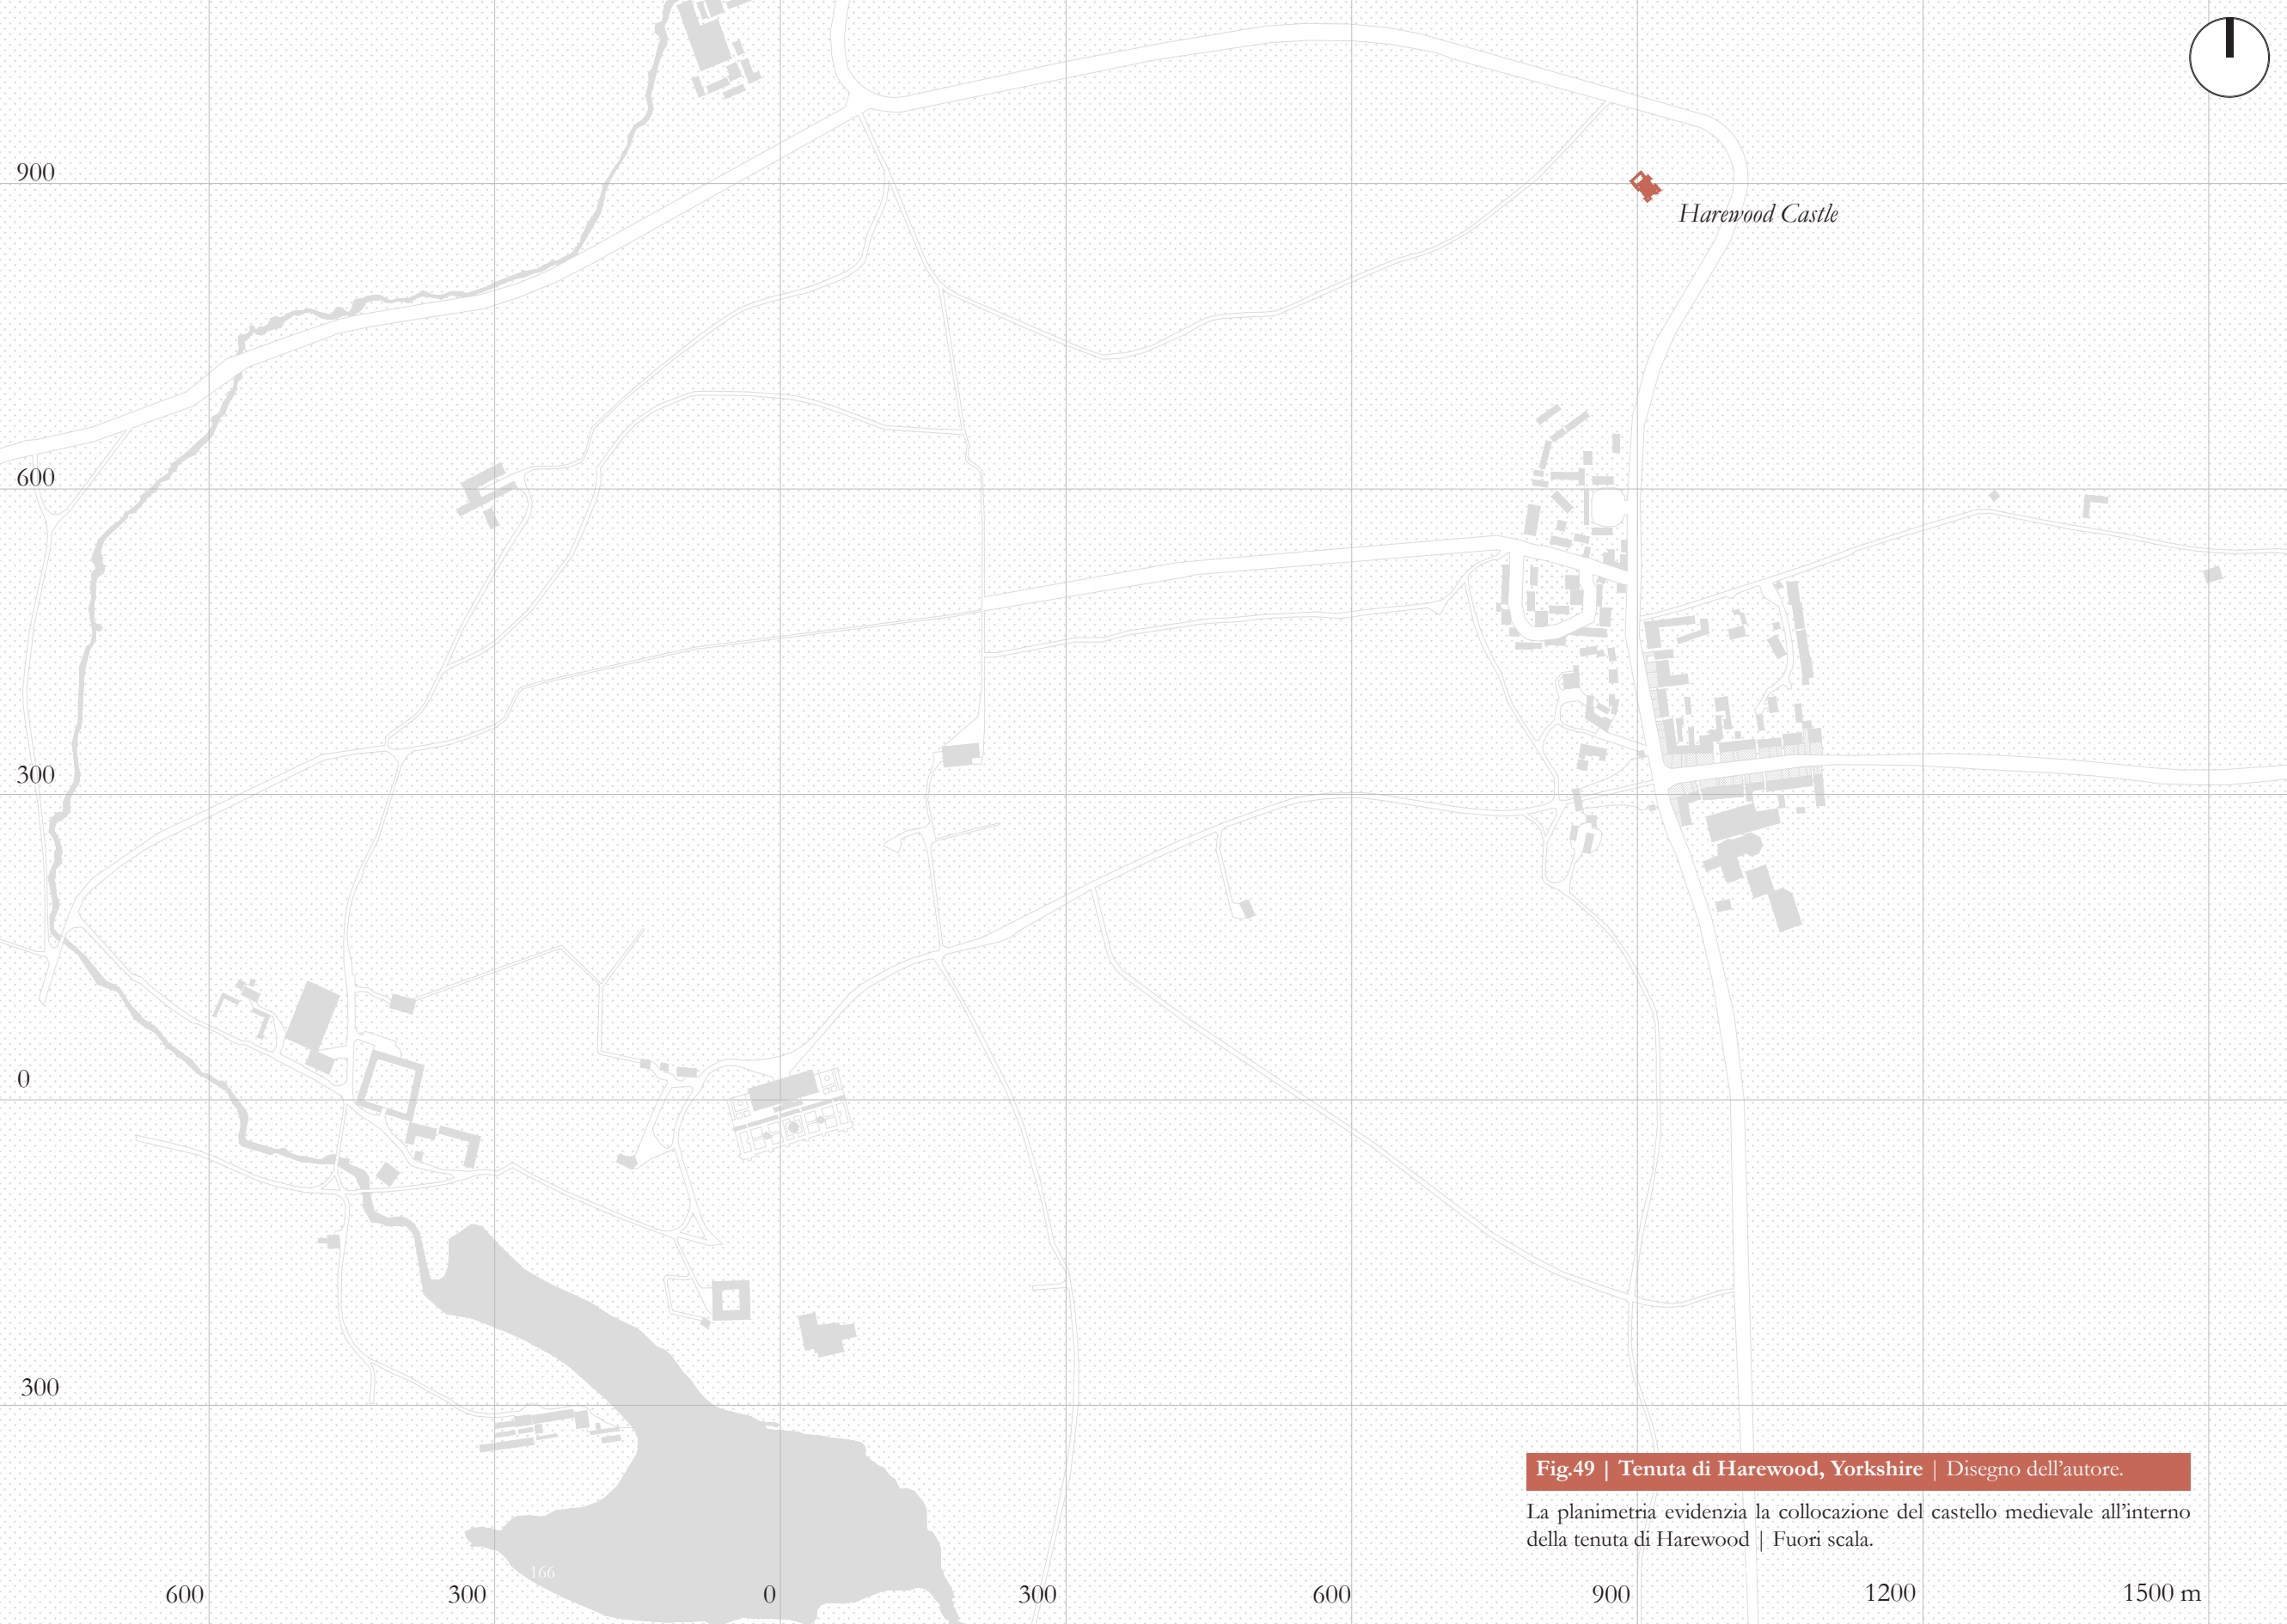 900
Harewood Castle
600
300
0
300
Fig.49 | Tenuta di Harewood, Yorkshire | Disegno dell’autore.
La planimetria evidenzia la collocazione del castello medievale all’interno
della tenuta di Harewood | Fuori scala.
166
600 300 0 300 600 900 1200 1500 m